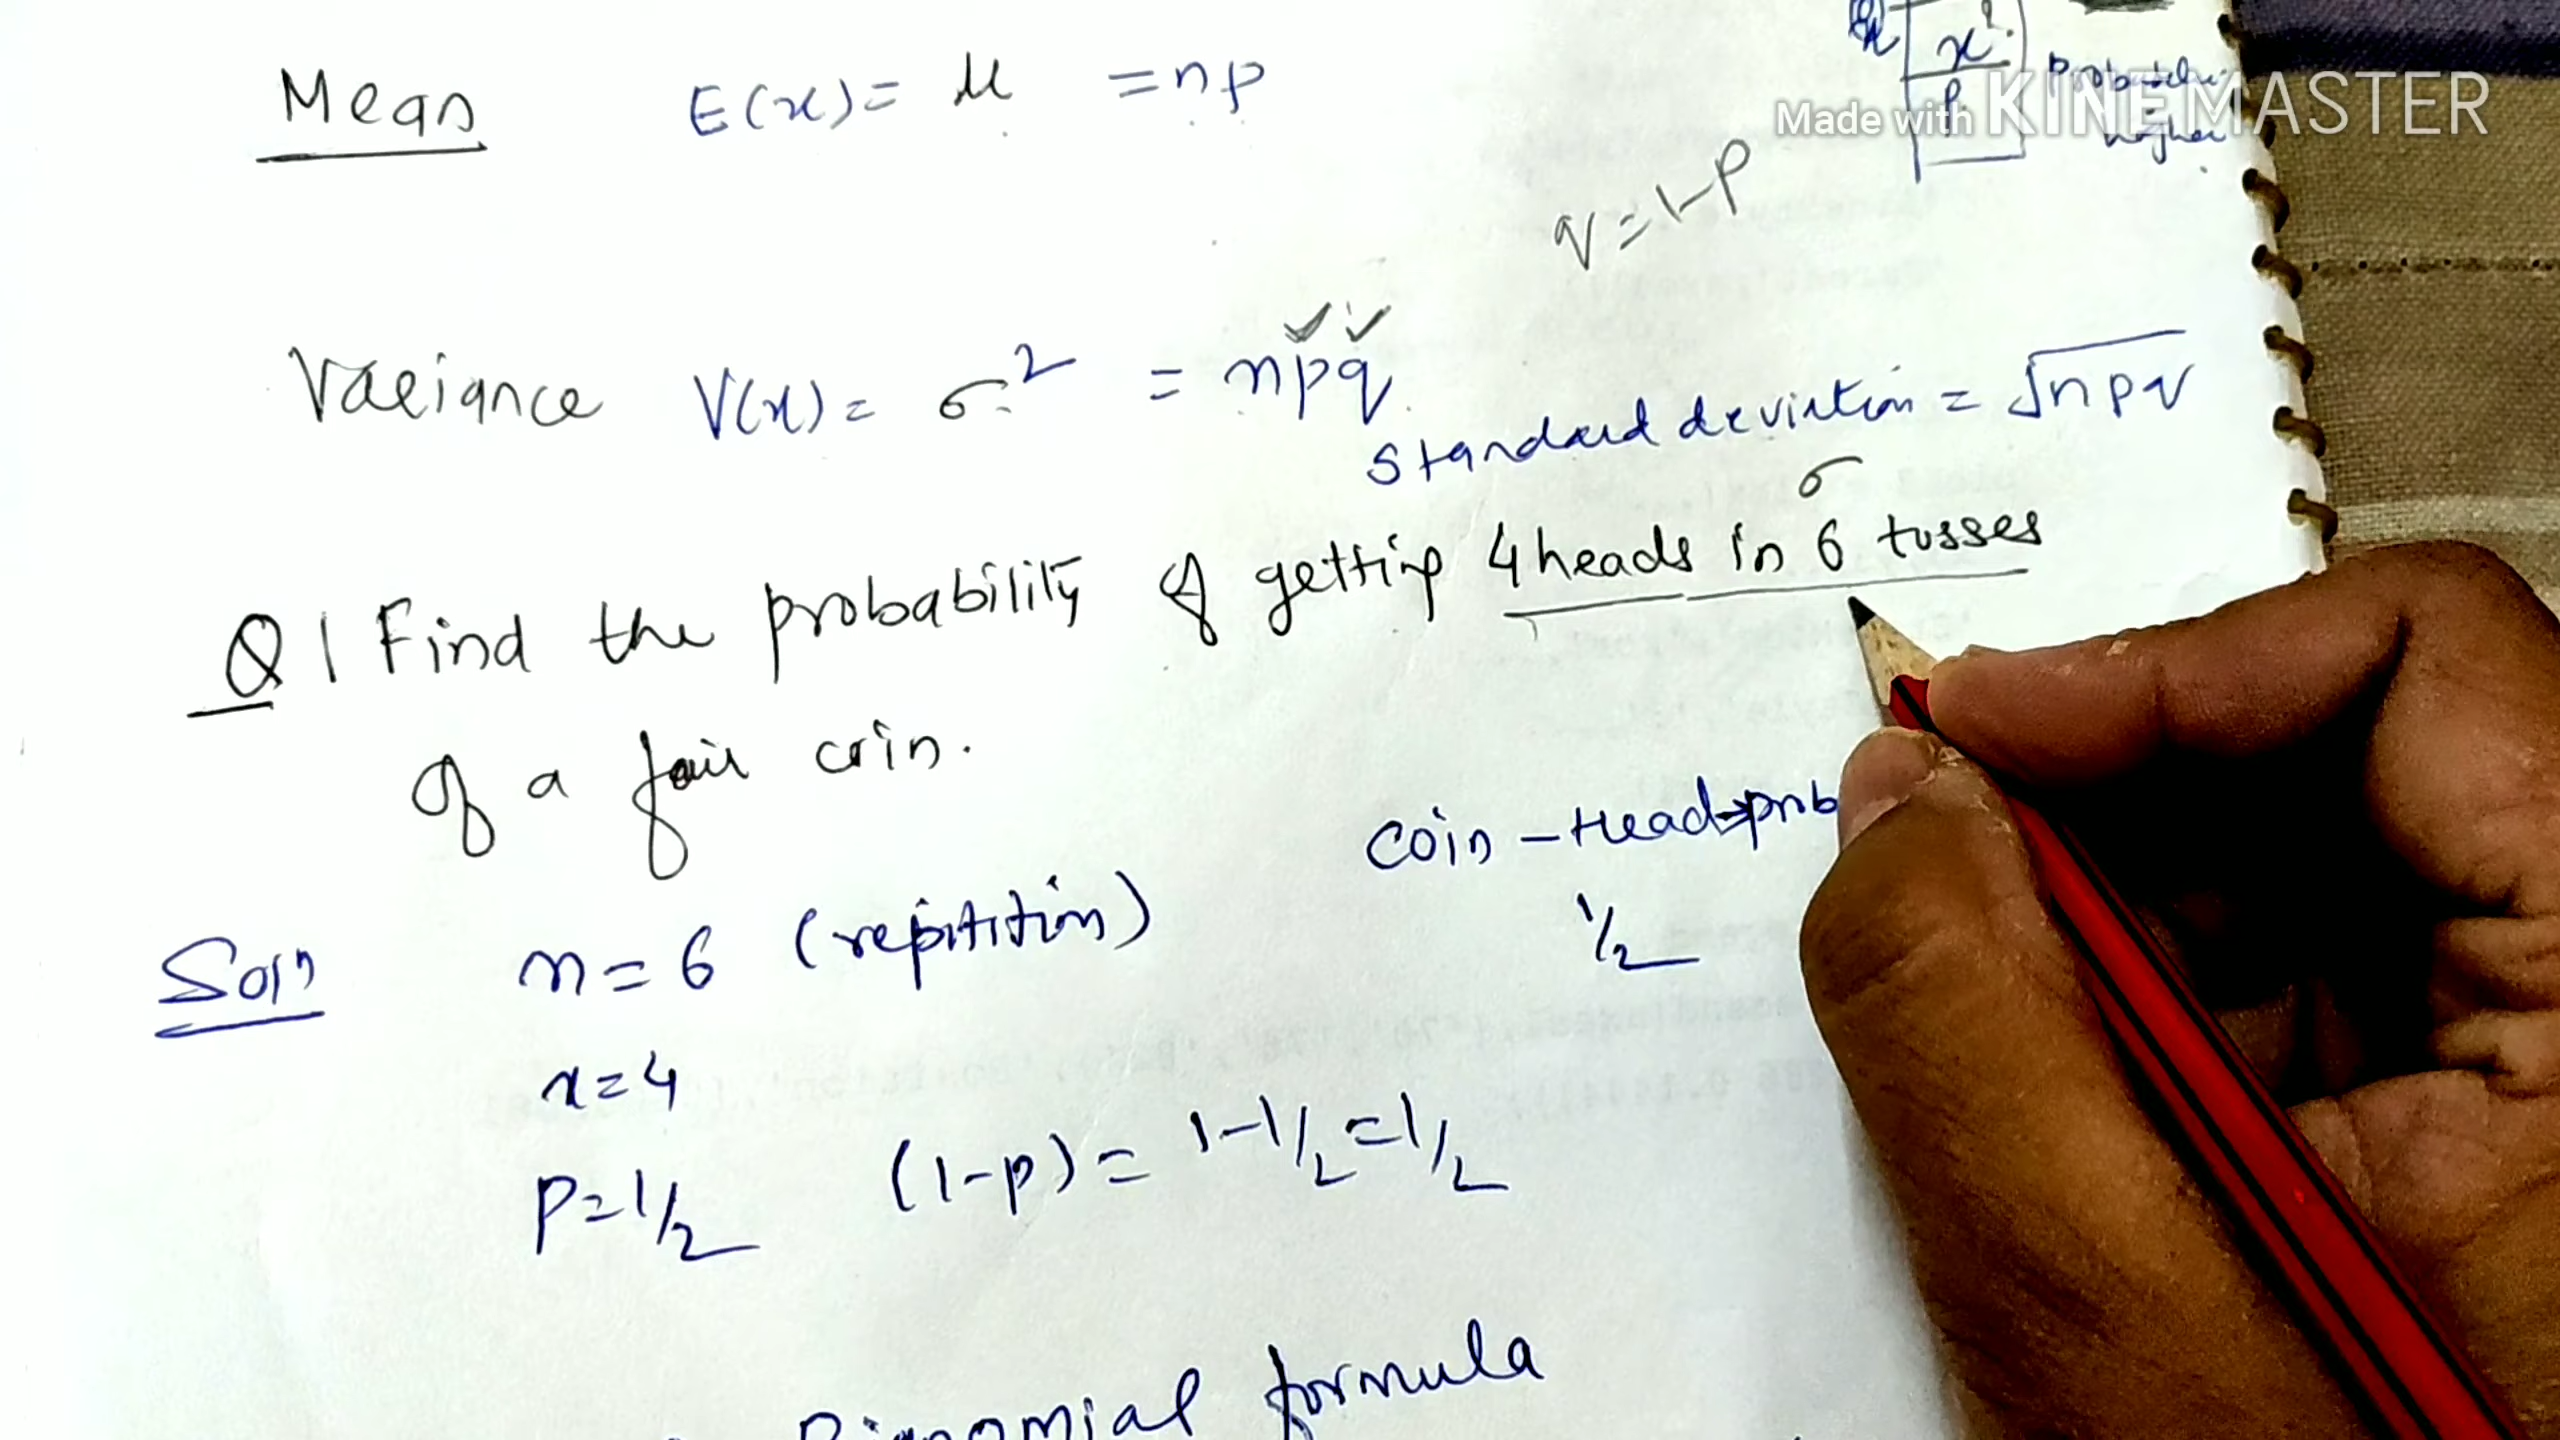 x
P
Made with KINEMASTER
Mean E(x) = μ = np
q = 1-P
Variance V(x) = σ² = npq
Standard deviation = √npq
σ
Q1 Find the probability of getting 4 heads in 6 tosses
of a fair coin.
Coin - Head → prob
1/2
Soln n = 6 (repitition)
x = 4
P = 1/2 (1-p) = 1-1/2 = 1/2
Binomial formula